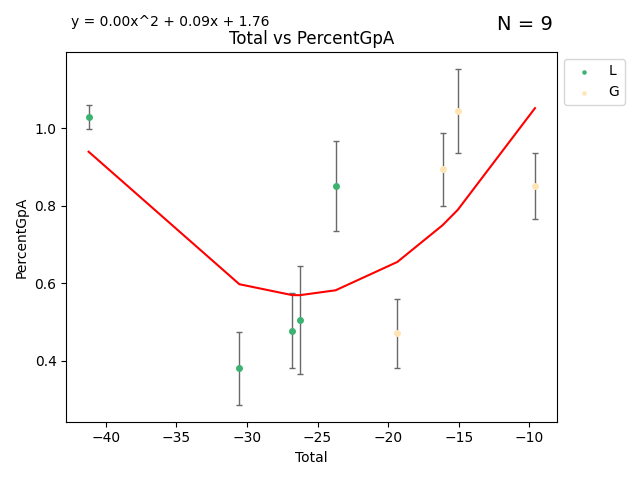 y = 0.00x^2 + 0.09x + 1.76
N = 9
Total vs PercentGpA
L
G
PercentGpA
1.0
0.8
0.6
0.4
−40
−35
−30
−25
−20
−15
−10
Total